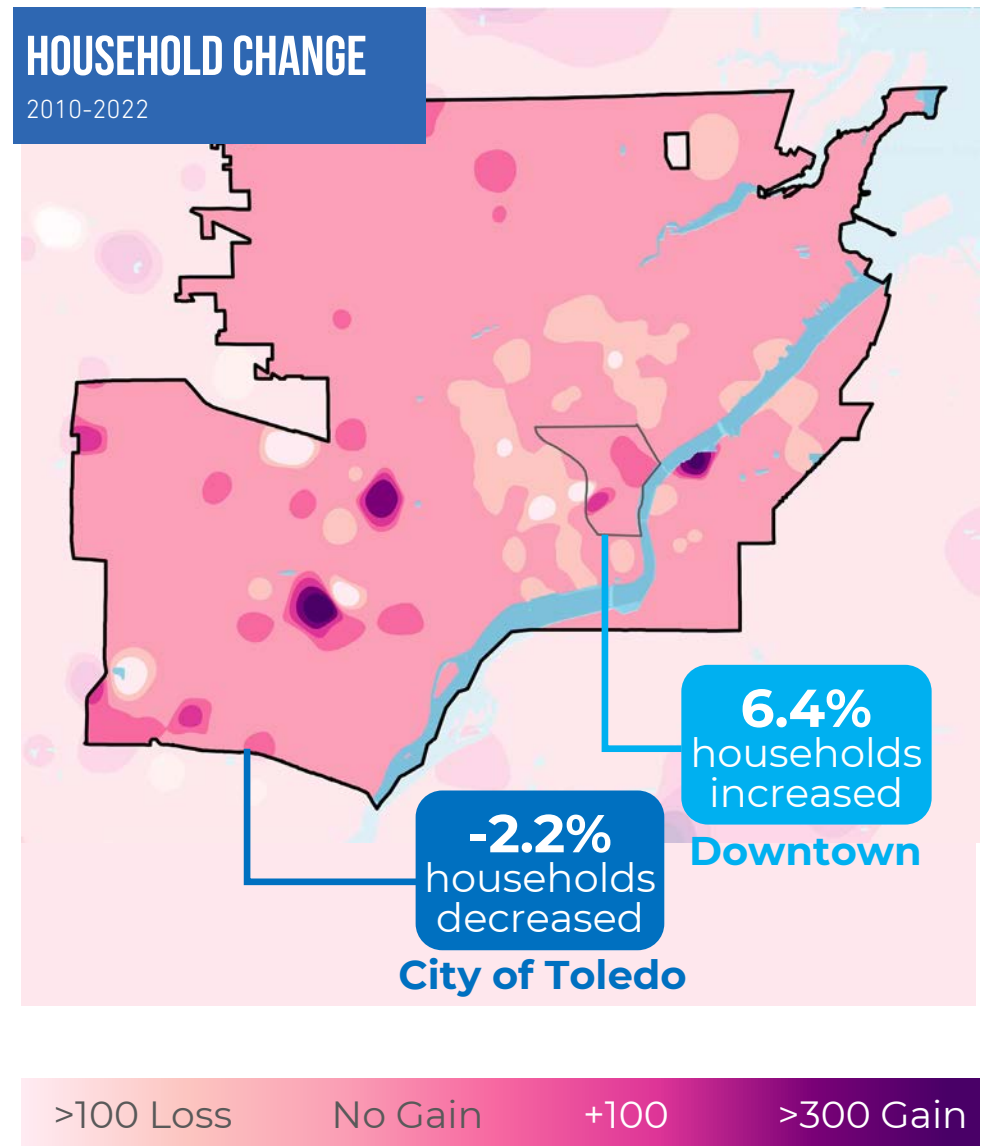 HOUSEHOLD CHANGE
2010-2022
6.4%
households
increased
Downtown
-2.2%
households
decreased
City of Toledo
>100 Loss
No Gain
+100
>300 Gain